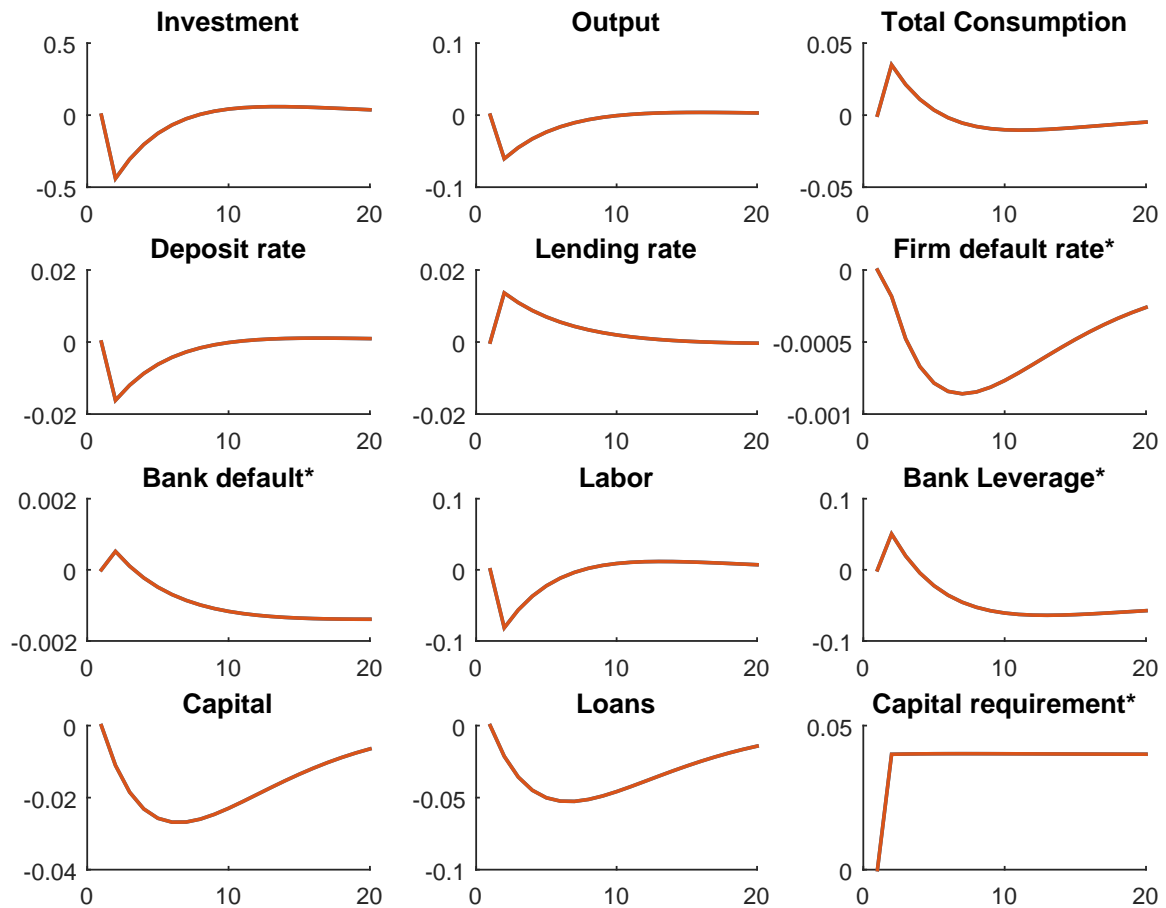 Investment
Output
Total Consumption
0.5
0
-0.5
0 10 20
0.1
0
-0.1
0 10 20
0.05
0
-0.05
0 10 20
Deposit rate
Lending rate
Firm default rate*
0.02
0
-0.02
0 10 20
0.02
0
-0.02
0 10 20
0
-0.0005
-0.001
0 10 20
Bank default*
Labor
Bank Leverage*
0.002
0
-0.002
0 10 20
0.1
0
-0.1
0 10 20
0.1
0
-0.1
0 10 20
Capital
Loans
Capital requirement*
0
-0.02
-0.04
0 10 20
0
-0.05
-0.1
0 10 20
0.05
0
0 10 20